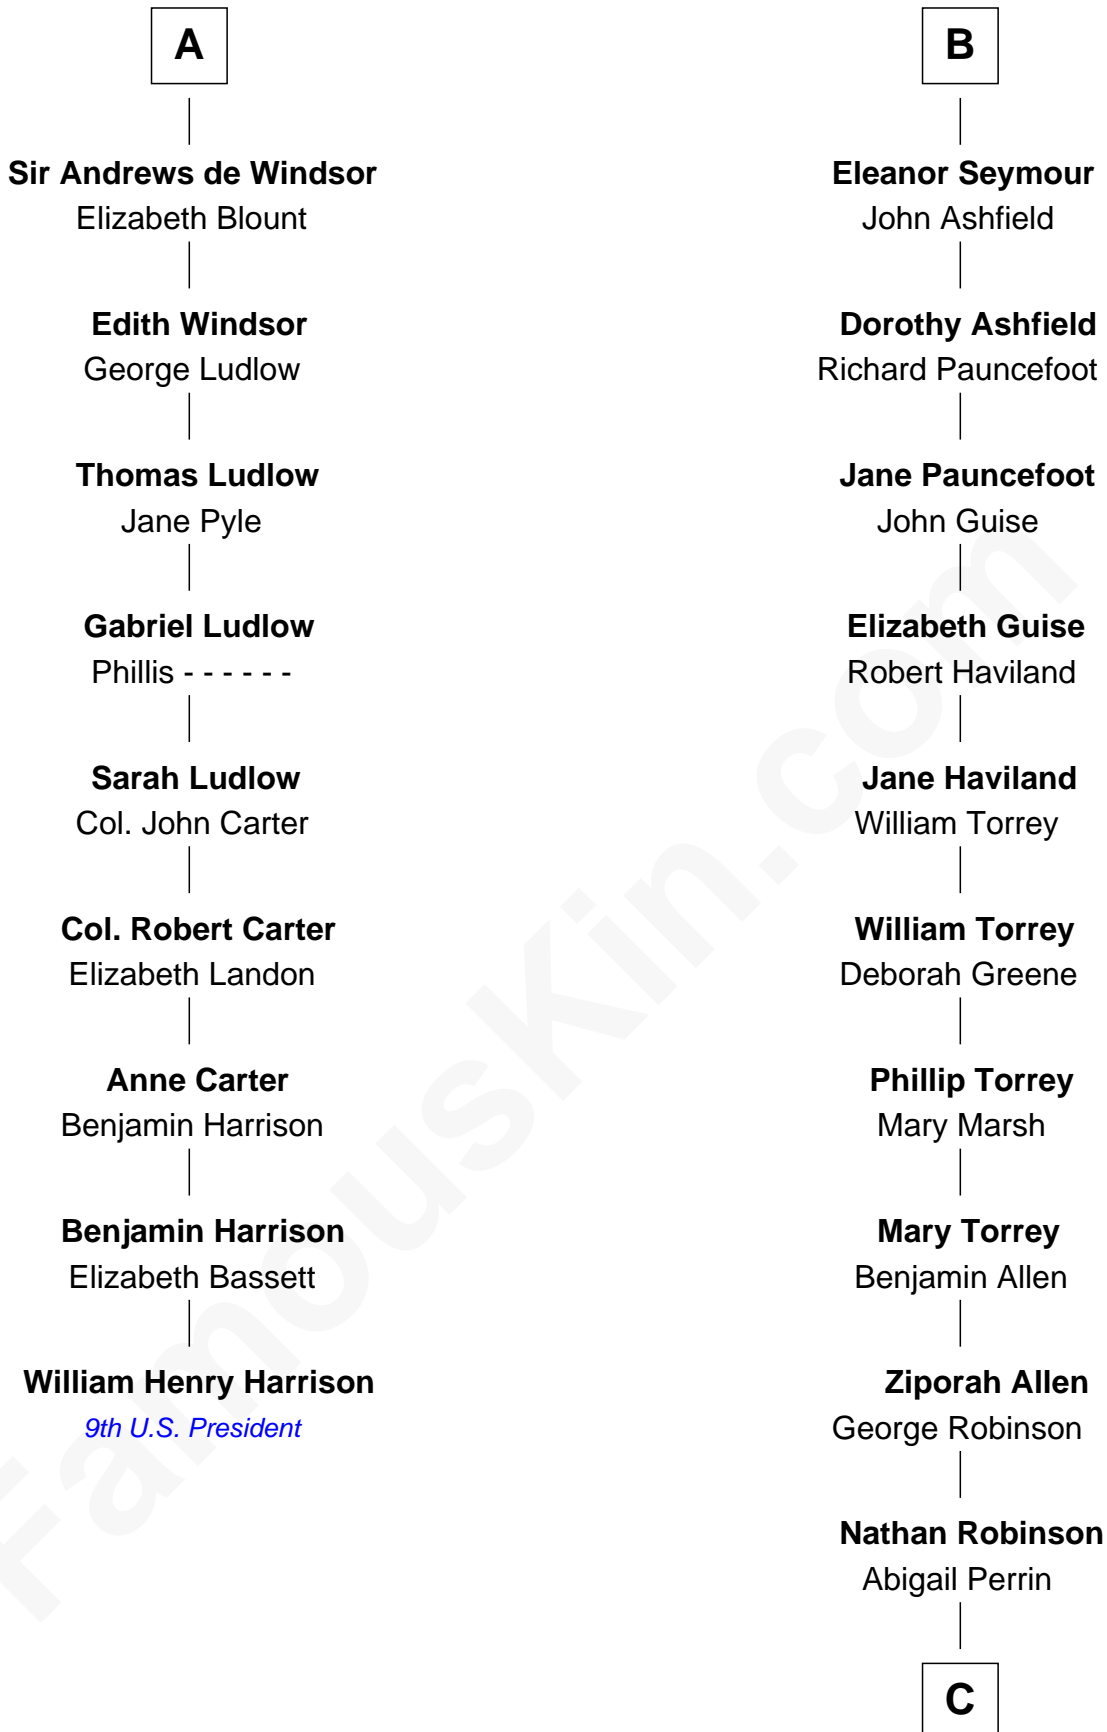 A
Sir Andrews de Windsor
Elizabeth Blount
Edith Windsor
George Ludlow
Thomas Ludlow
Jane Pyle
Gabriel Ludlow
Phillis - - - - - -
Sarah Ludlow
Col. John Carter
Col. Robert Carter
Elizabeth Landon
Anne Carter
Benjamin Harrison
Benjamin Harrison
Elizabeth Bassett
William Henry Harrison
9th U.S. President
B
Eleanor Seymour
John Ashfield
Dorothy Ashfield
Richard Pauncefoot
Jane Pauncefoot
John Guise
Elizabeth Guise
Robert Haviland
Jane Haviland
William Torrey
William Torrey
Deborah Greene
Phillip Torrey
Mary Marsh
Mary Torrey
Benjamin Allen
Ziporah Allen
George Robinson
Nathan Robinson
Abigail Perrin
C
FamousKin.com